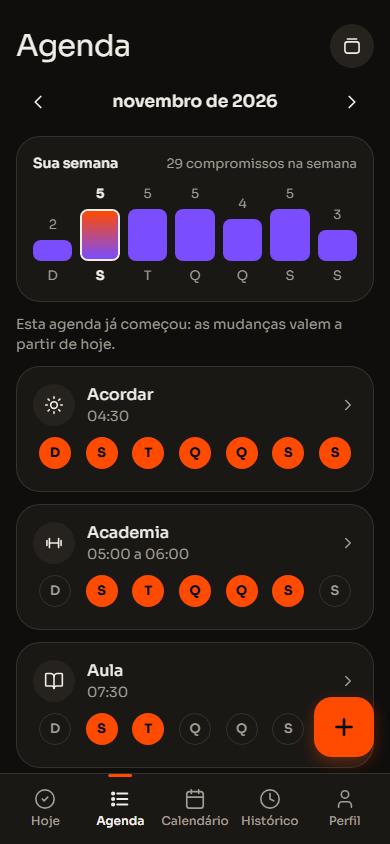 Agenda
novembro de 2026
Sua semana 29 compromissos na semana
2 5 5 5 4 5 3
D S T Q Q S S
Esta agenda já começou: as mudanças valem a
partir de hoje.
Acordar
04:30
D S T Q Q S S
Academia
05:00 a 06:00
D S T Q Q S S
Aula
07:30
D S T Q Q S
Hoje Agenda Calendário Histórico Perfil